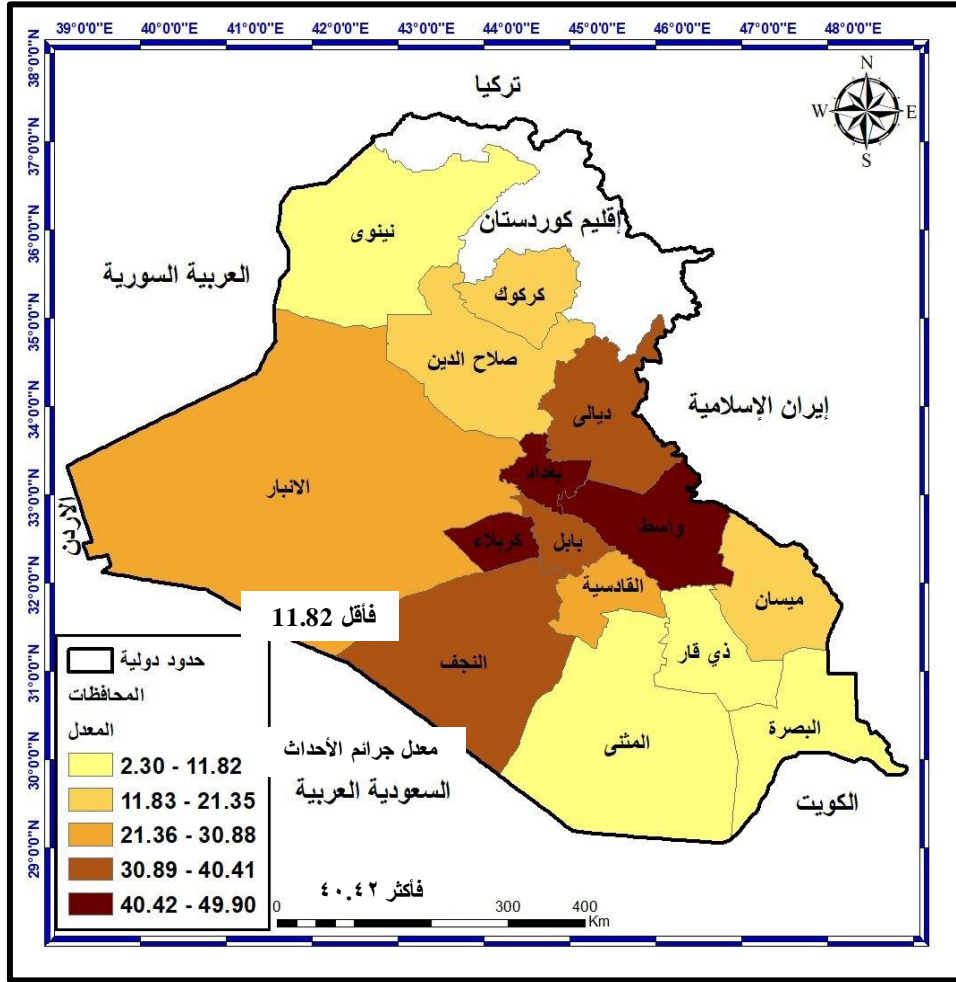 39°0'0"N 40°0'0"E 41°0'0"E 42°0'0"E 43°0'0"E 44°0'0"E 45°0'0"E 46°0'0"E 47°0'0"E 48°0'0"E
38°0'0"N
37°0'0"N
36°0'0"N
35°0'0"N
34°0'0"N
33°0'0"N
32°0'0"N
31°0'0"N
30°0'0"N
29°0'0"N
N
W E
S
تركيا
إقليم كوردستان
نينوى
العربية السورية
كركوك
صلاح الدين
إيران الإسلامية
ديالى
بغداد
الانبار
الاردن
واسط
كربلاء
بابل
القادسية
ميسان
فأقل 11.82
النجف
ذي قار
البصرة
المثنى
معدل جرائم الأحداث
السعودية العربية
الكويت
حدود دولية
المحافظات
المعدل
2.30 - 11.82
11.83 - 21.35
21.36 - 30.88
30.89 - 40.41
40.42 - 49.90
فأكثر ٤٠.٤٢
0 300 400
Km